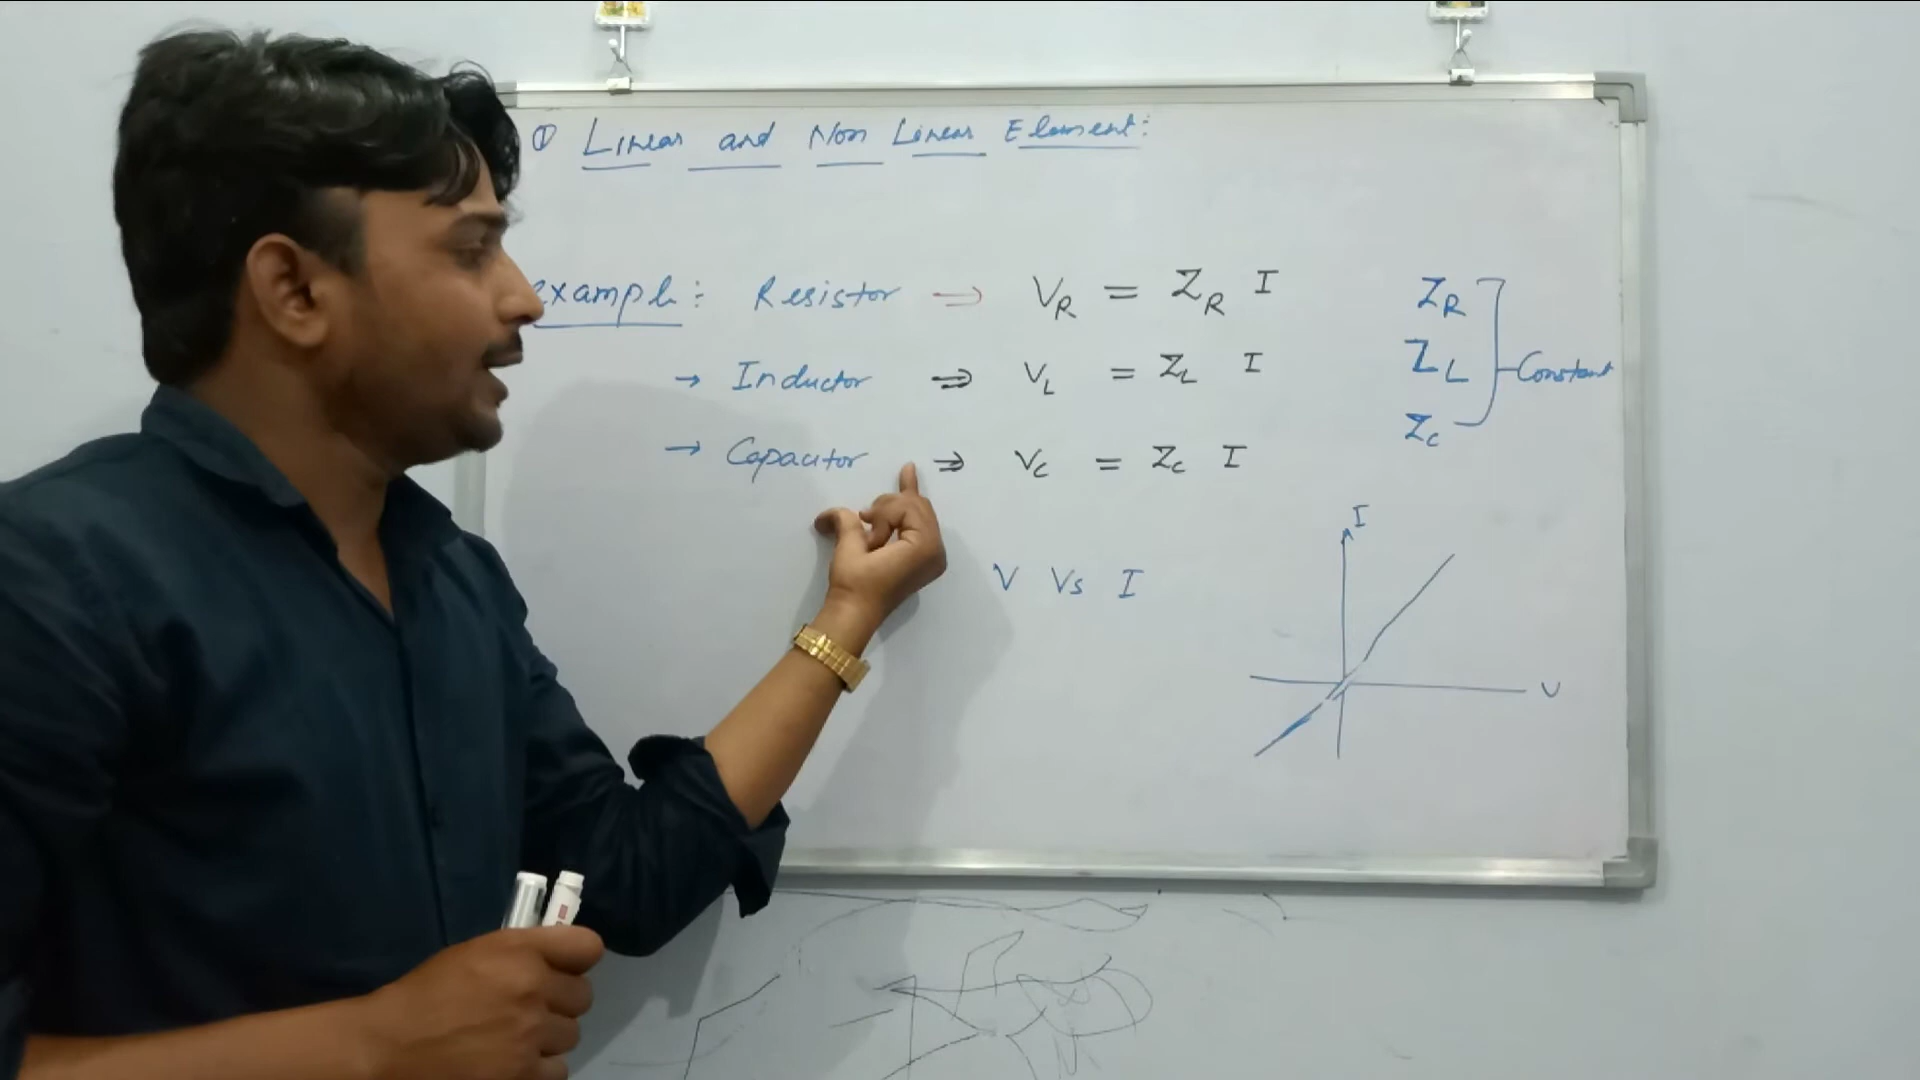 ① Linear and Non Linear Element:
example: Resistor ⇒ V_R = Z_R I
→ Inductor ⇒ V_L = Z_L I
→ Capacitor ⇒ V_C = Z_C I
Z_R
Z_L
Z_C
Constant
V Vs I
I
V